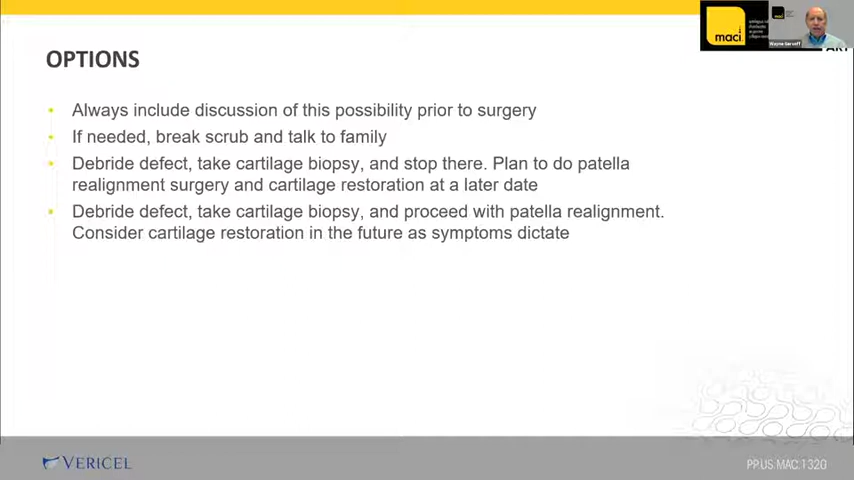 maci
Wayne Gersoff
OPTIONS
Always include discussion of this possibility prior to surgery
If needed, break scrub and talk to family
Debride defect, take cartilage biopsy, and stop there. Plan to do patella
realignment surgery and cartilage restoration at a later date
Debride defect, take cartilage biopsy, and proceed with patella realignment.
Consider cartilage restoration in the future as symptoms dictate
VERICEL
PP.US.MAC.1320